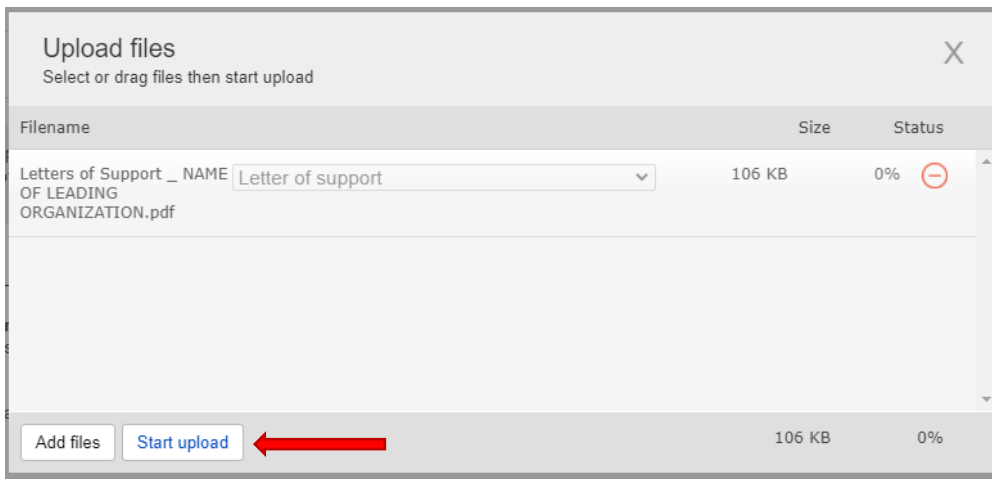 Upload files
X
Select or drag files then start upload
Filename Size Status
Letters of Support _ NAME Letter of support 106 KB 0%
OF LEADING
ORGANIZATION.pdf
Add files Start upload 106 KB 0%